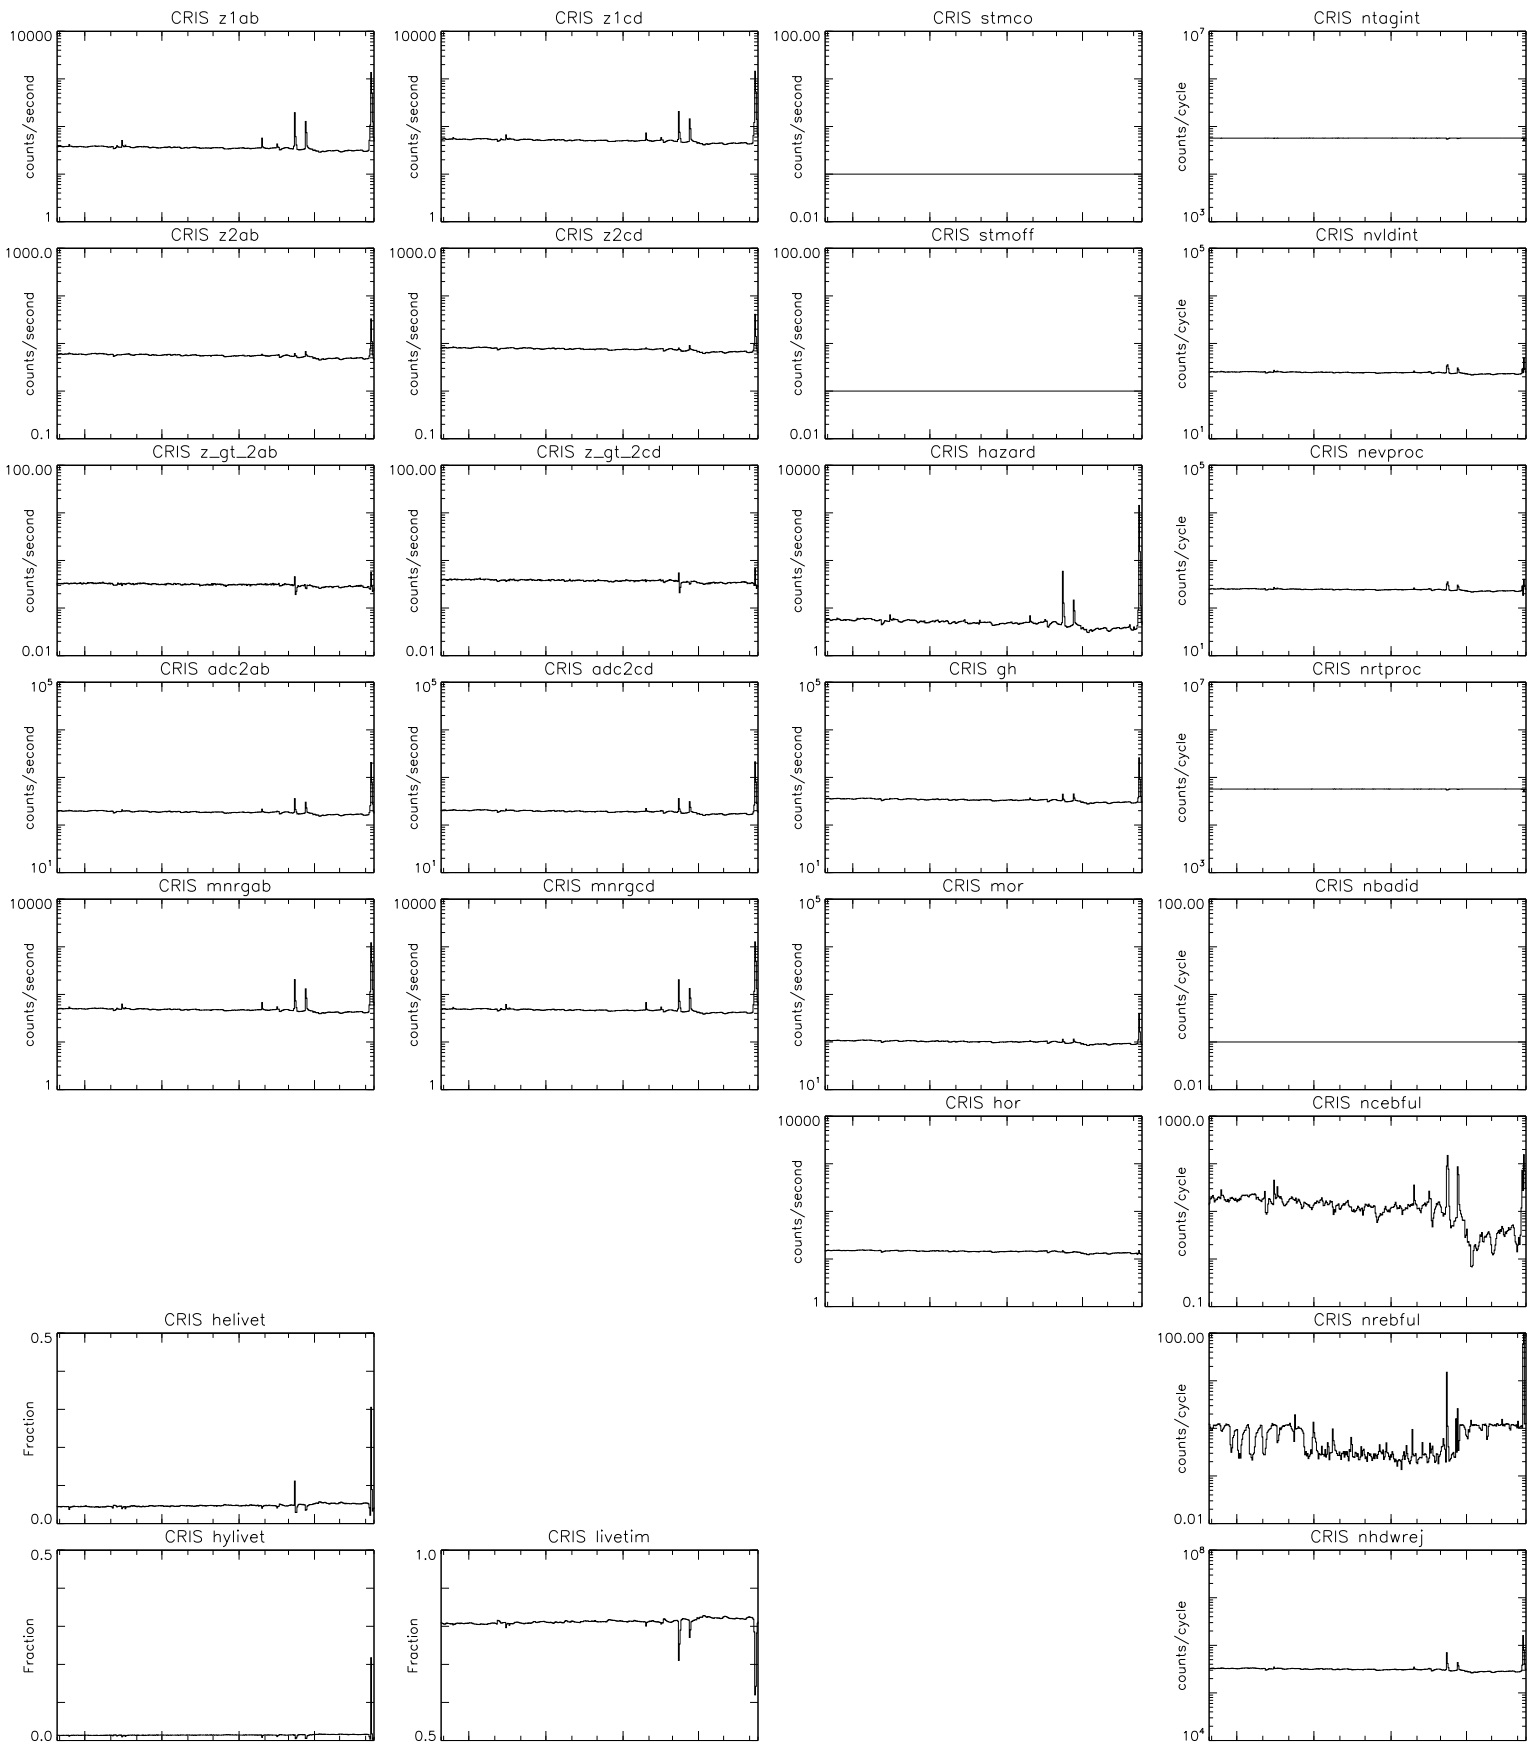 CRIS z1ab CRIS z1cd CRIS stmco CRIS ntagint
10000 10000 100.00 10^7
counts/second counts/second counts/second counts/cycle
1 1 0.01 10^3
CRIS z2ab CRIS z2cd CRIS stmoff CRIS nvldint
1000.0 1000.0 100.00 10^5
counts/second counts/second counts/second counts/cycle
0.1 0.1 0.01 10^1
CRIS z_gt_2ab CRIS z_gt_2cd CRIS hazard CRIS nevproc
100.00 100.00 10000 10^5
counts/second counts/second counts/second counts/cycle
0.01 0.01 1 10^1
CRIS adc2ab CRIS adc2cd CRIS gh CRIS nrtproc
10^5 10^5 10^5 10^7
counts/second counts/second counts/second counts/cycle
10^1 10^1 10^1 10^3
CRIS mnrgab CRIS mnrgcd CRIS mor CRIS nbadid
10000 10000 10^5 100.00
counts/second counts/second counts/second counts/cycle
1 1 10^1 0.01
CRIS hor CRIS ncebful
10000 1000.0
counts/second counts/cycle
1 0.1
CRIS helivet CRIS nrebful
0.5 100.00
Fraction counts/cycle
0.0 0.01
CRIS hylivet CRIS livetim CRIS nhdwrej
0.5 1.0 10^8
Fraction Fraction counts/cycle
0.0 0.5 10^4